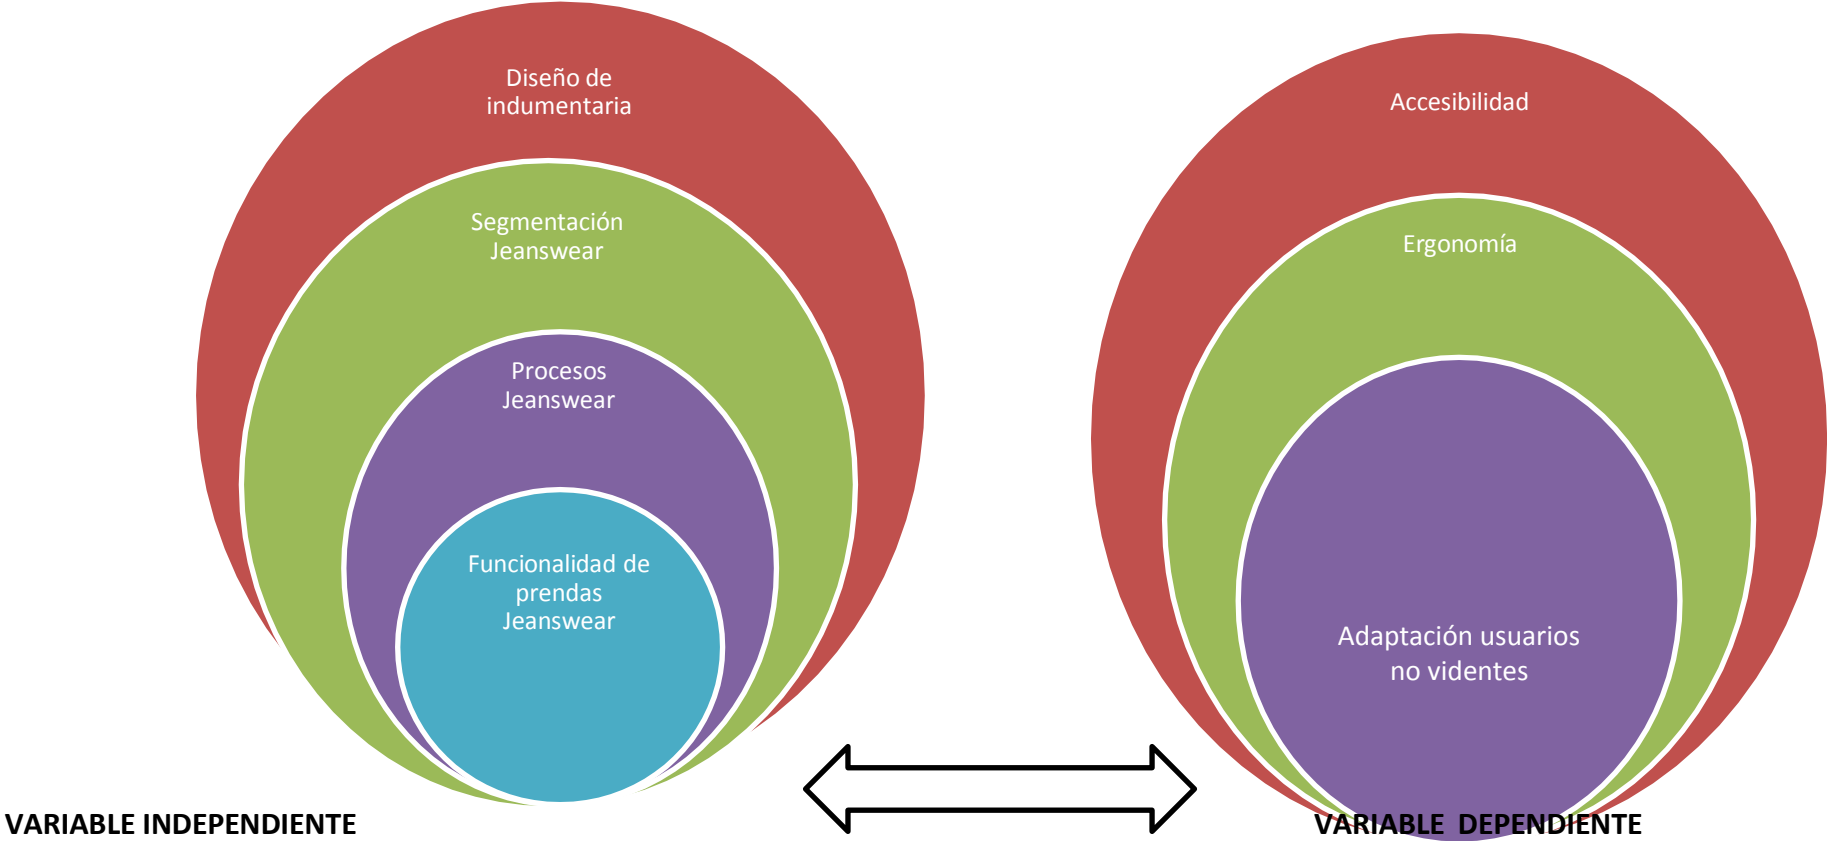 Diseño de
indumentaria
Segmentación
Jeanswear
Procesos
Jeanswear
Funcionalidad de
prendas
Jeanswear
Accesibilidad
Ergonomía
Adaptación usuarios
no videntes
VARIABLE INDEPENDIENTE
VARIABLE DEPENDIENTE